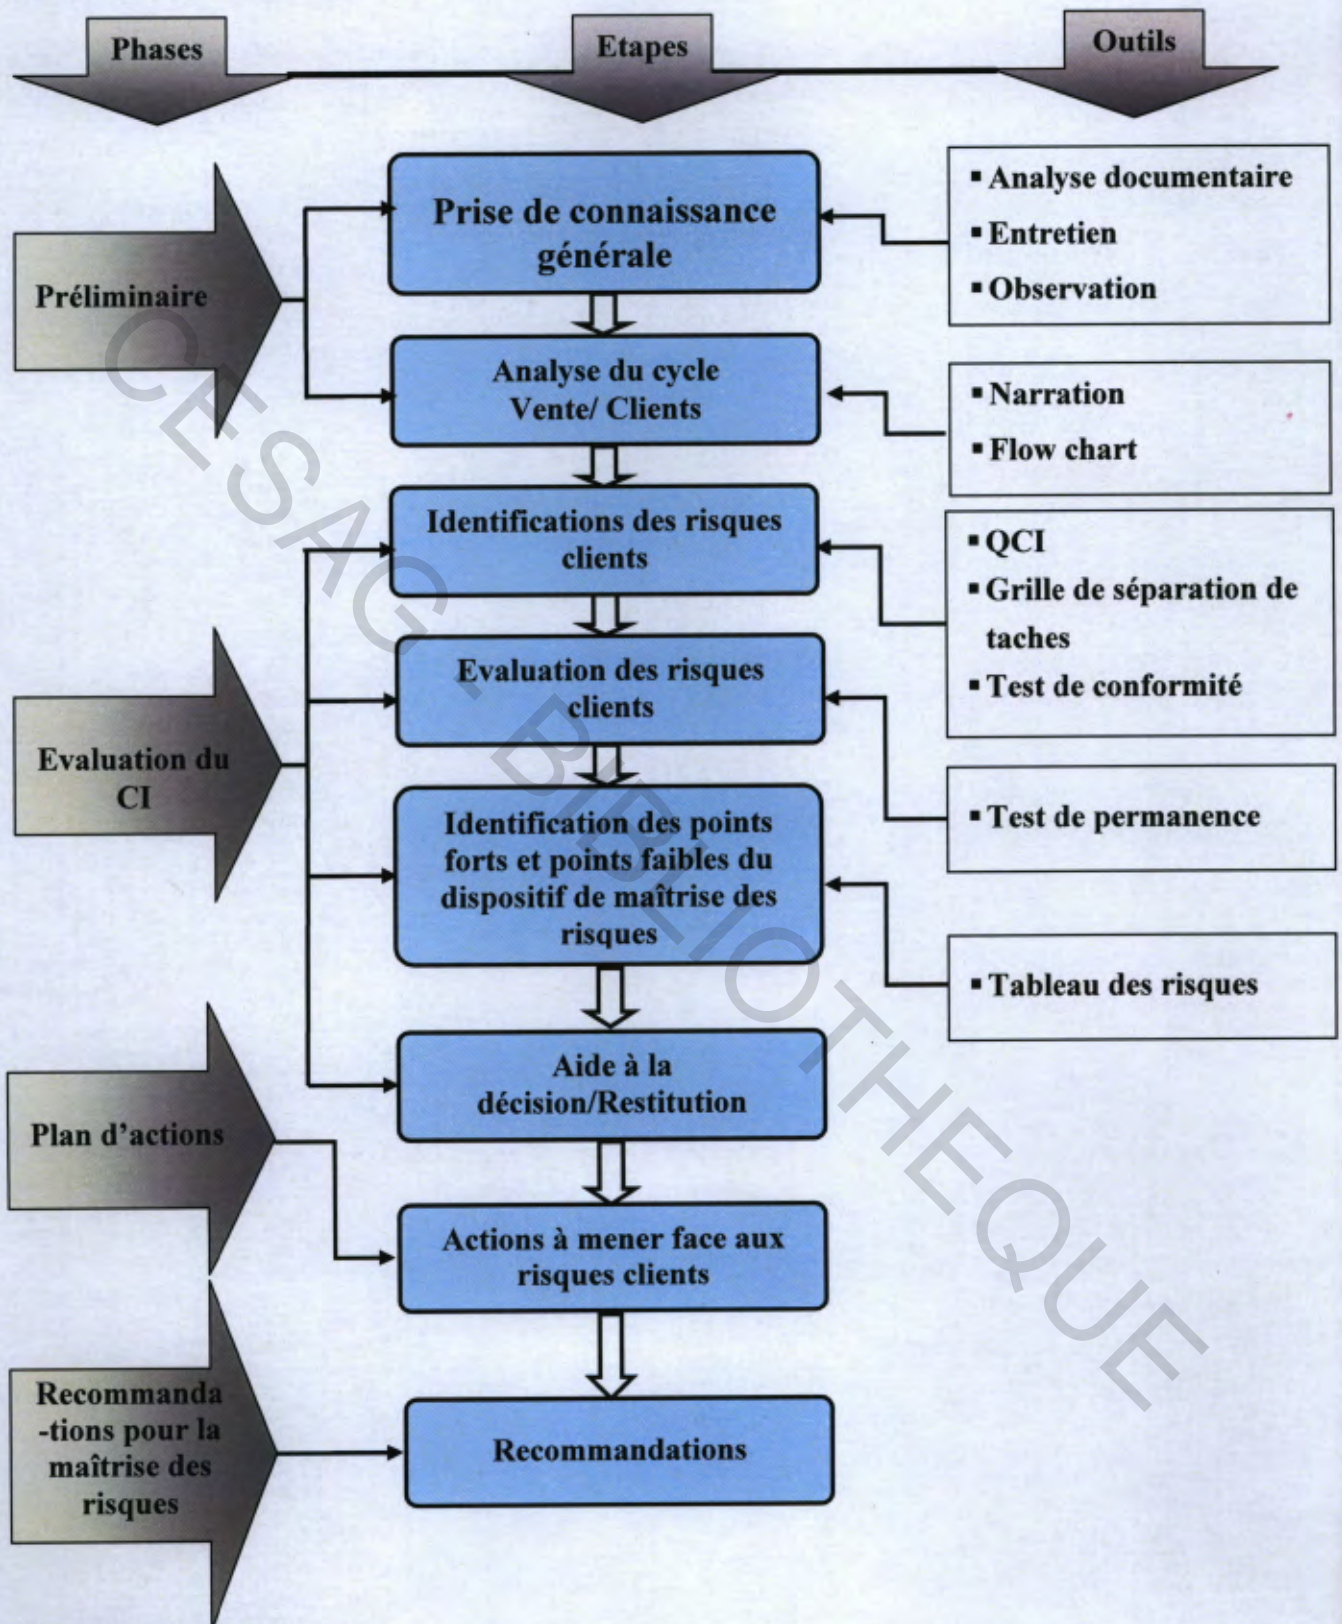 Phases
Etapes
Outils
Préliminaire
Prise de connaissance
générale
▪ Analyse documentaire
▪ Entretien
▪ Observation
Analyse du cycle
Vente/ Clients
▪ Narration
▪ Flow chart
Evaluation du
CI
Identifications des risques
clients
▪ QCI
▪ Grille de séparation de
taches
▪ Test de conformité
Evaluation des risques
clients
▪ Test de permanence
Identification des points
forts et points faibles du
dispositif de maîtrise des
risques
▪ Tableau des risques
Aide à la
décision/Restitution
Plan d’actions
Actions à mener face aux
risques clients
Recommanda
-tions pour la
maîtrise des
risques
Recommandations
CESAG - BIBLIOTHEQUE